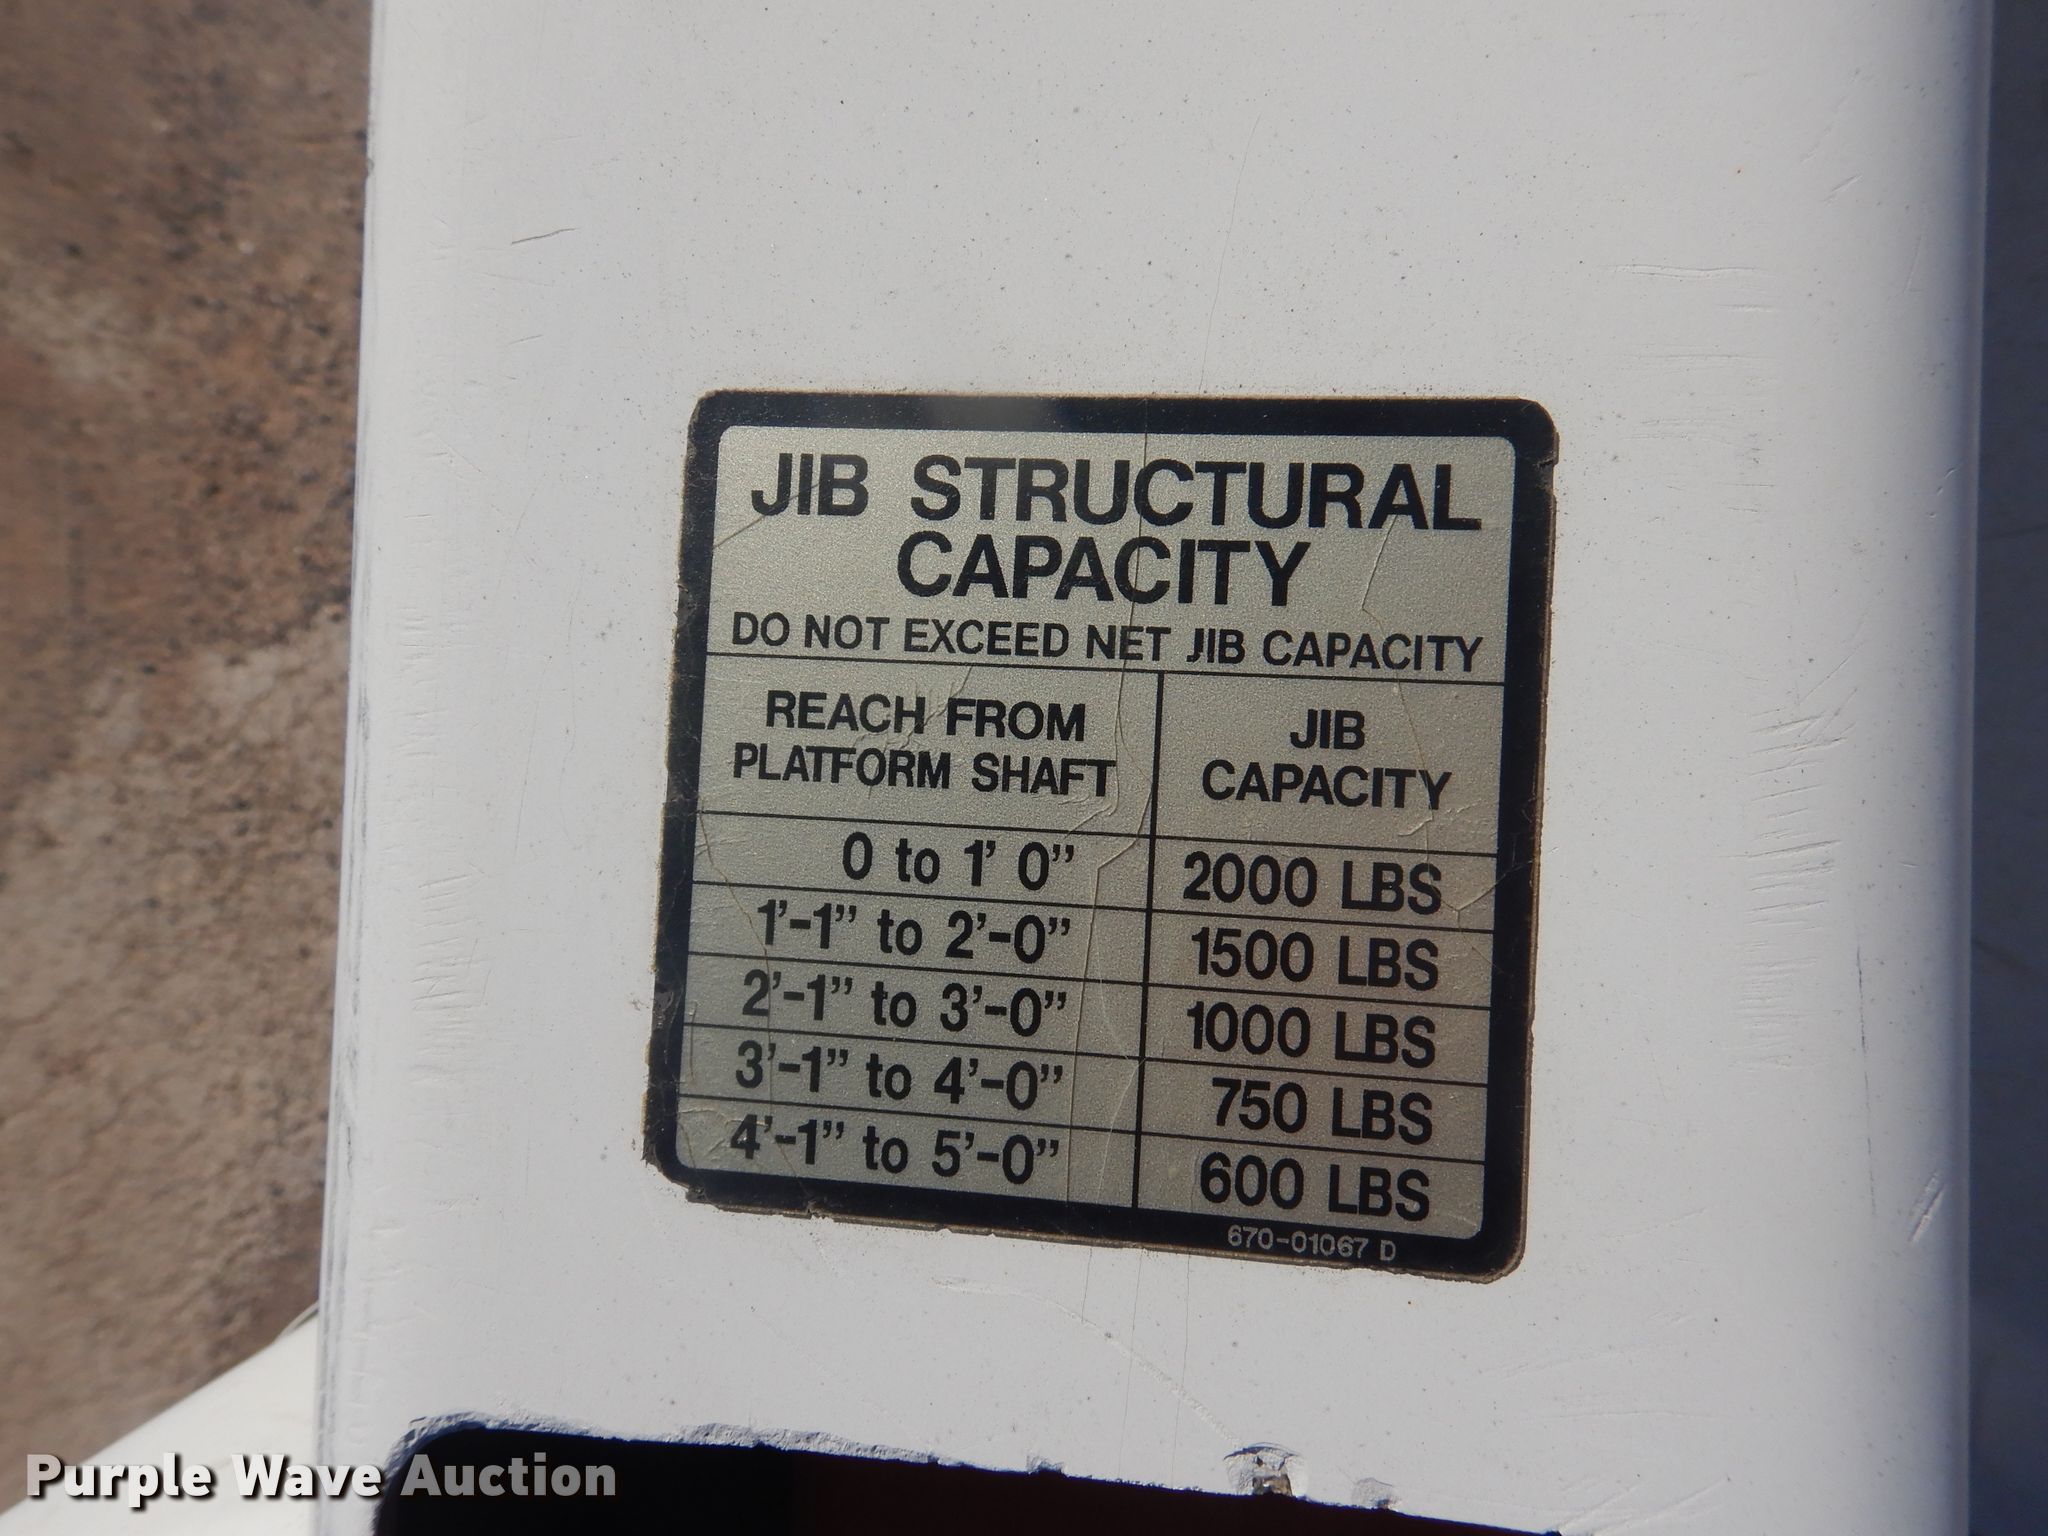 JIB STRUCTURAL
CAPACITY
DO NOT EXCEED NET JIB CAPACITY
REACH FROM
PLATFORM SHAFT
JIB
CAPACITY
0 to 1' 0" 2000 LBS
1'-1" to 2'-0" 1500 LBS
2'-1" to 3'-0" 1000 LBS
3'-1" to 4'-0" 750 LBS
4'-1" to 5'-0" 600 LBS
670-01067 D
Purple Wave Auction